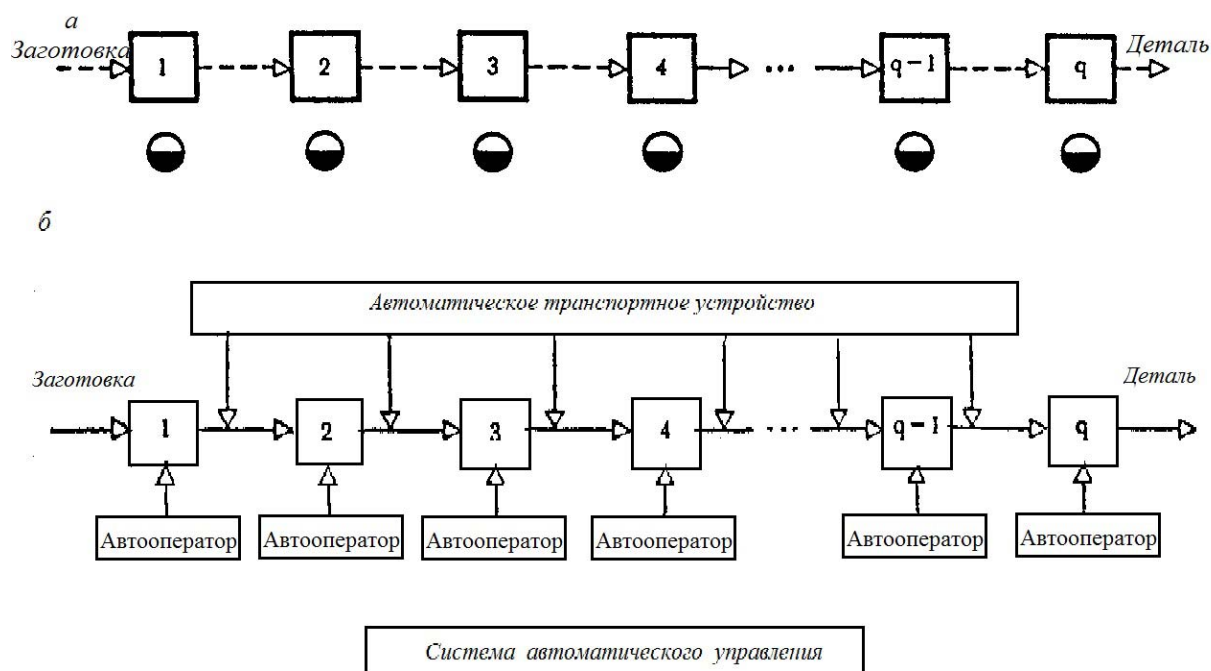 а
Заготовка
Деталь
1 2 3 4 ... q-1 q
б
Автоматическое транспортное устройство
Заготовка
Деталь
1 2 3 4 ... q-1 q
Автооператор Автооператор Автооператор Автооператор Автооператор Автооператор
Система автоматического управления